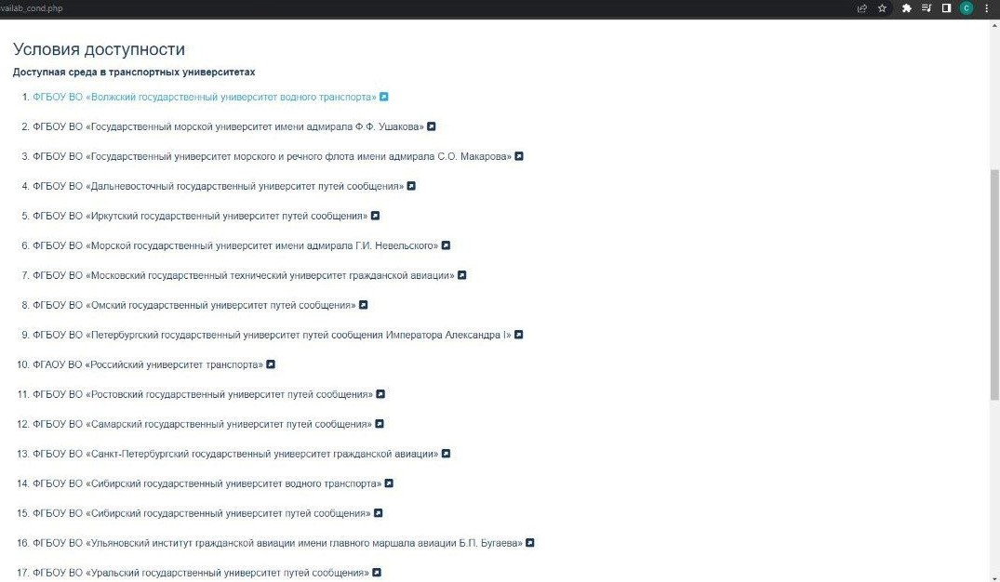 vailab_cond.php
C
Условия доступности
Доступная среда в транспортных университетах
1. ФГБОУ ВО «Волжский государственный университет водного транспорта»
2. ФГБОУ ВО «Государственный морской университет имени адмирала Ф.Ф. Ушакова»
3. ФГБОУ ВО «Государственный университет морского и речного флота имени адмирала С.О. Макарова»
4. ФГБОУ ВО «Дальневосточный государственный университет путей сообщения»
5. ФГБОУ ВО «Иркутский государственный университет путей сообщения»
6. ФГБОУ ВО «Морской государственный университет имени адмирала Г.И. Невельского»
7. ФГБОУ ВО «Московский государственный технический университет гражданской авиации»
8. ФГБОУ ВО «Омский государственный университет путей сообщения»
9. ФГБОУ ВО «Петербургский государственный университет путей сообщения Императора Александра I»
10. ФГАОУ ВО «Российский университет транспорта»
11. ФГБОУ ВО «Ростовский государственный университет путей сообщения»
12. ФГБОУ ВО «Самарский государственный университет путей сообщения»
13. ФГБОУ ВО «Санкт-Петербургский государственный университет гражданской авиации»
14. ФГБОУ ВО «Сибирский государственный университет водного транспорта»
15. ФГБОУ ВО «Сибирский государственный университет путей сообщения»
16. ФГБОУ ВО «Ульяновский институт гражданской авиации имени главного маршала авиации Б.П. Бугаева»
17. ФГБОУ ВО «Уральский государственный университет путей сообщения»